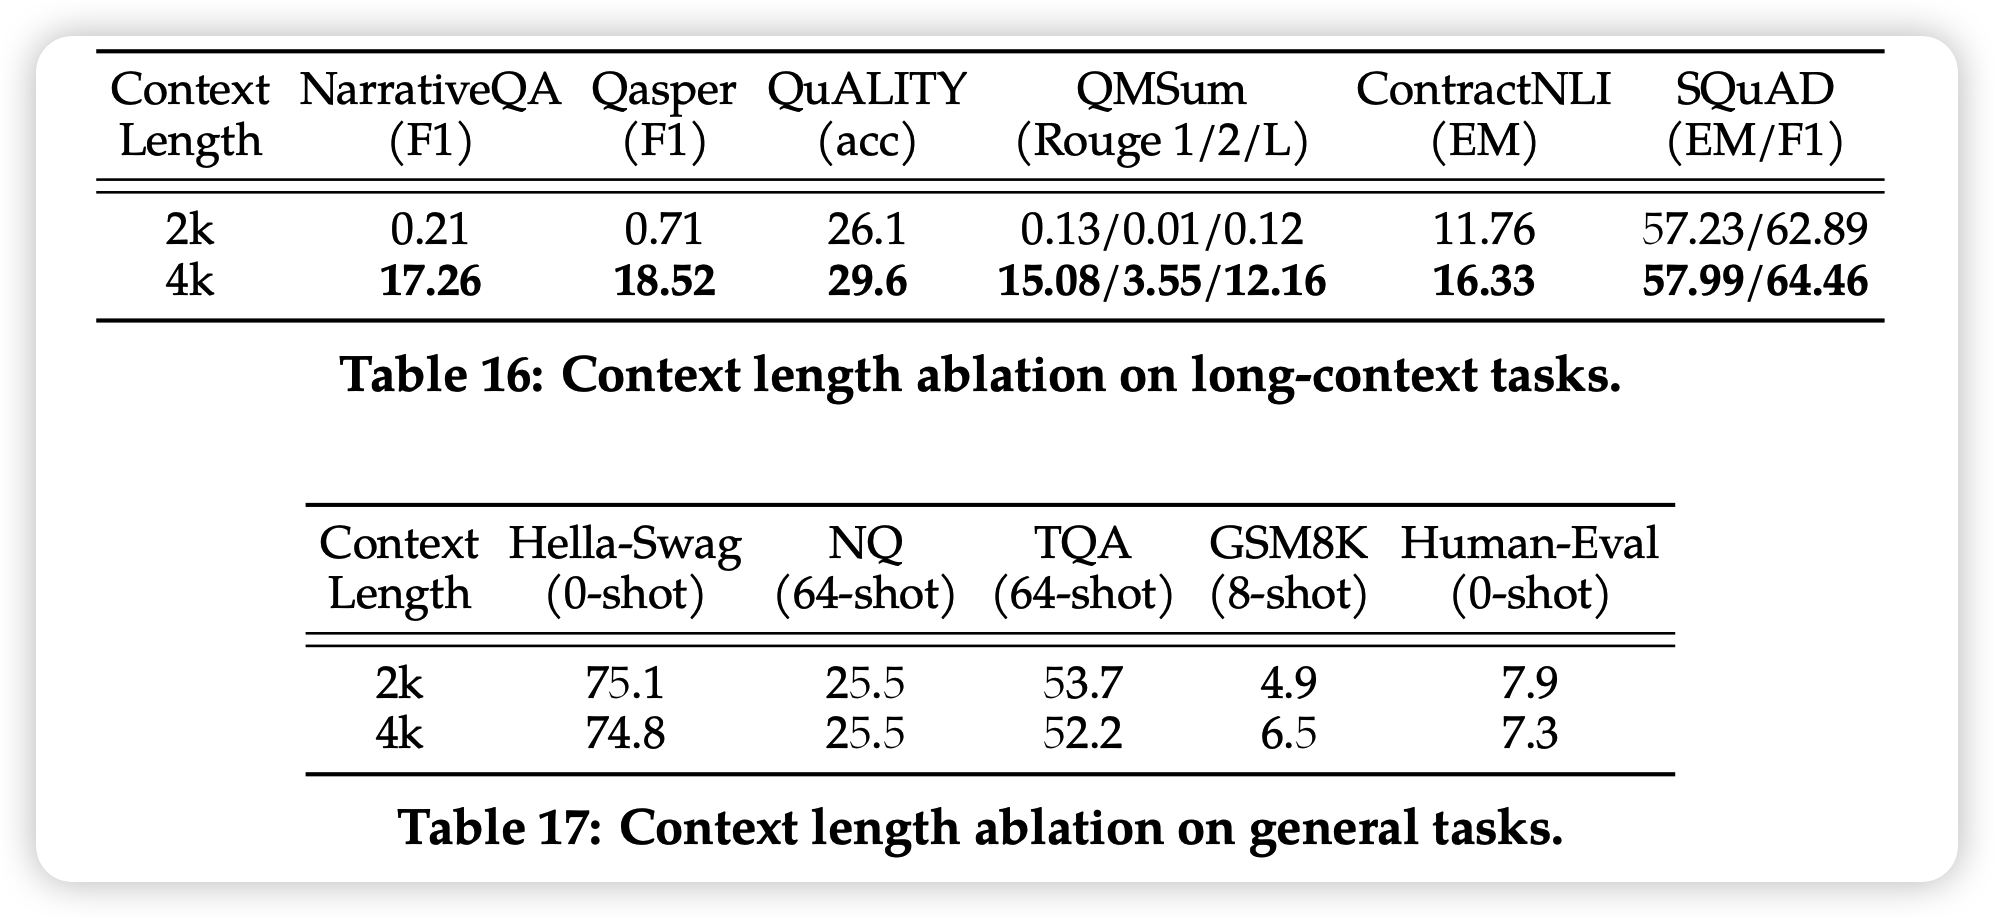 Context NarrativeQA Qasper QuALITY QMSum ContractNLI SQuAD
Length (F1) (F1) (acc) (Rouge 1/2/L) (EM) (EM/F1)
2k 0.21 0.71 26.1 0.13/0.01/0.12 11.76 57.23/62.89
4k 17.26 18.52 29.6 15.08/3.55/12.16 16.33 57.99/64.46
Table 16: Context length ablation on long-context tasks.
Context Hella-Swag NQ TQA GSM8K Human-Eval
Length (0-shot) (64-shot) (64-shot) (8-shot) (0-shot)
2k 75.1 25.5 53.7 4.9 7.9
4k 74.8 25.5 52.2 6.5 7.3
Table 17: Context length ablation on general tasks.